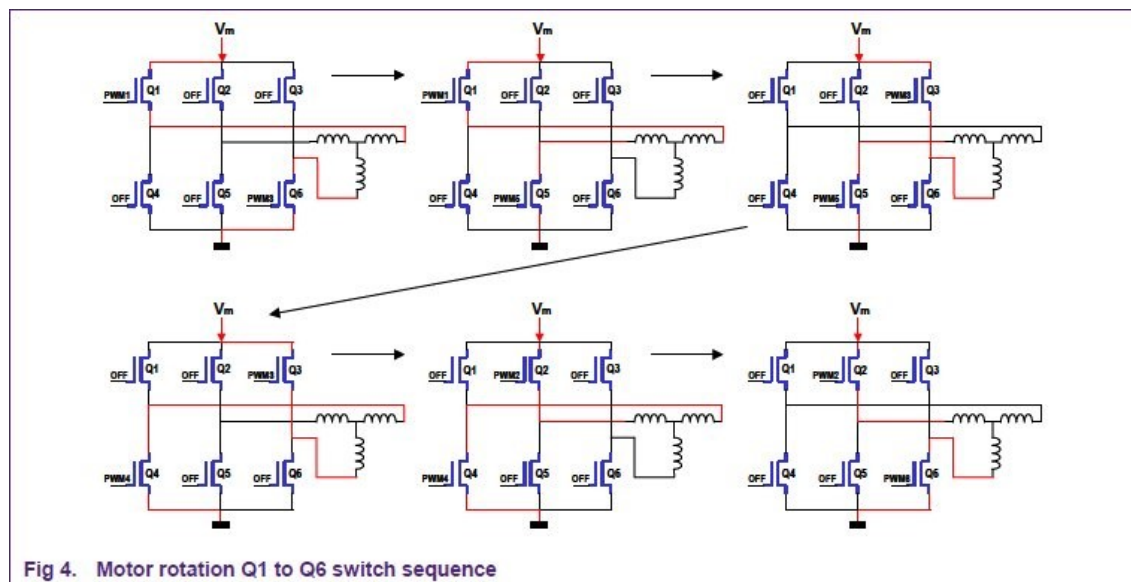 Vm
PWM1 Q1 OFF Q2 OFF Q3
OFF Q4 OFF Q5 PWM3 Q6
Vm
PWM1 Q1 OFF Q2 OFF Q3
OFF Q4 PWM5 Q5 OFF Q6
Vm
OFF Q1 OFF Q2 PWM3 Q3
OFF Q4 PWM5 Q5 OFF Q6
Vm
OFF Q1 OFF Q2 PWM3 Q3
PWM4 Q4 OFF Q5 OFF Q6
Vm
OFF Q1 PWM2 Q2 OFF Q3
PWM4 Q4 OFF Q5 OFF Q6
Vm
OFF Q1 PWM2 Q2 OFF Q3
OFF Q4 OFF Q5 PWM6 Q6
Fig 4. Motor rotation Q1 to Q6 switch sequence